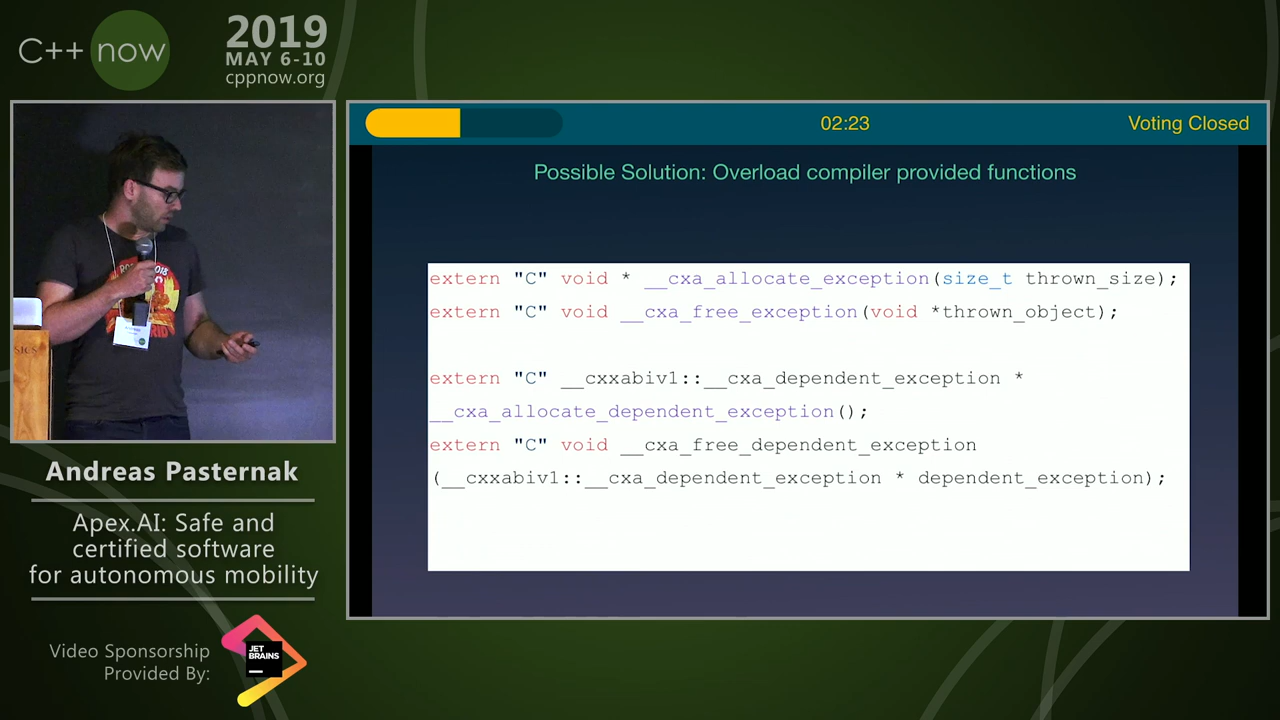 C++ now
2019
MAY 6-10
cppnow.org
02:23
Voting Closed
Possible Solution: Overload compiler provided functions
extern "C" void * __cxa_allocate_exception(size_t thrown_size);
extern "C" void __cxa_free_exception(void *thrown_object);
extern "C" __cxxabiv1::__cxa_dependent_exception *
__cxa_allocate_dependent_exception();
extern "C" void __cxa_free_dependent_exception
(__cxxabiv1::__cxa_dependent_exception * dependent_exception);
Andreas Pasternak
Apex.AI: Safe and
certified software
for autonomous mobility
Video Sponsorship
Provided By:
JET
BRAINS